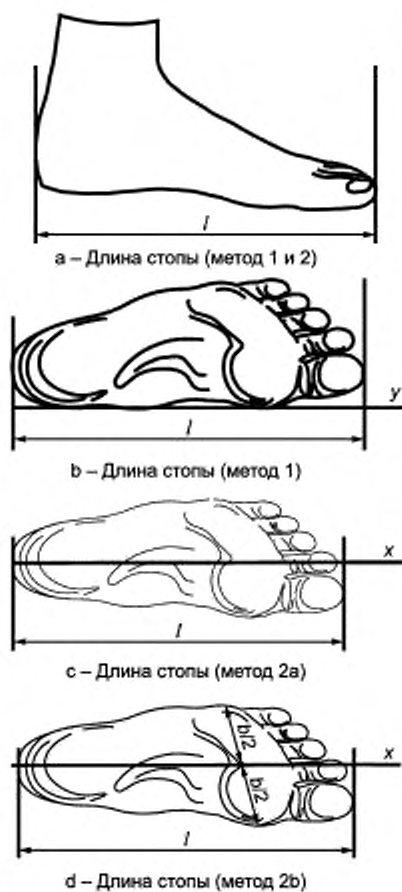 l
a – Длина стопы (метод 1 и 2)
y
l
b – Длина стопы (метод 1)
x
l
c – Длина стопы (метод 2a)
b/2
x
b/2
l
d – Длина стопы (метод 2b)